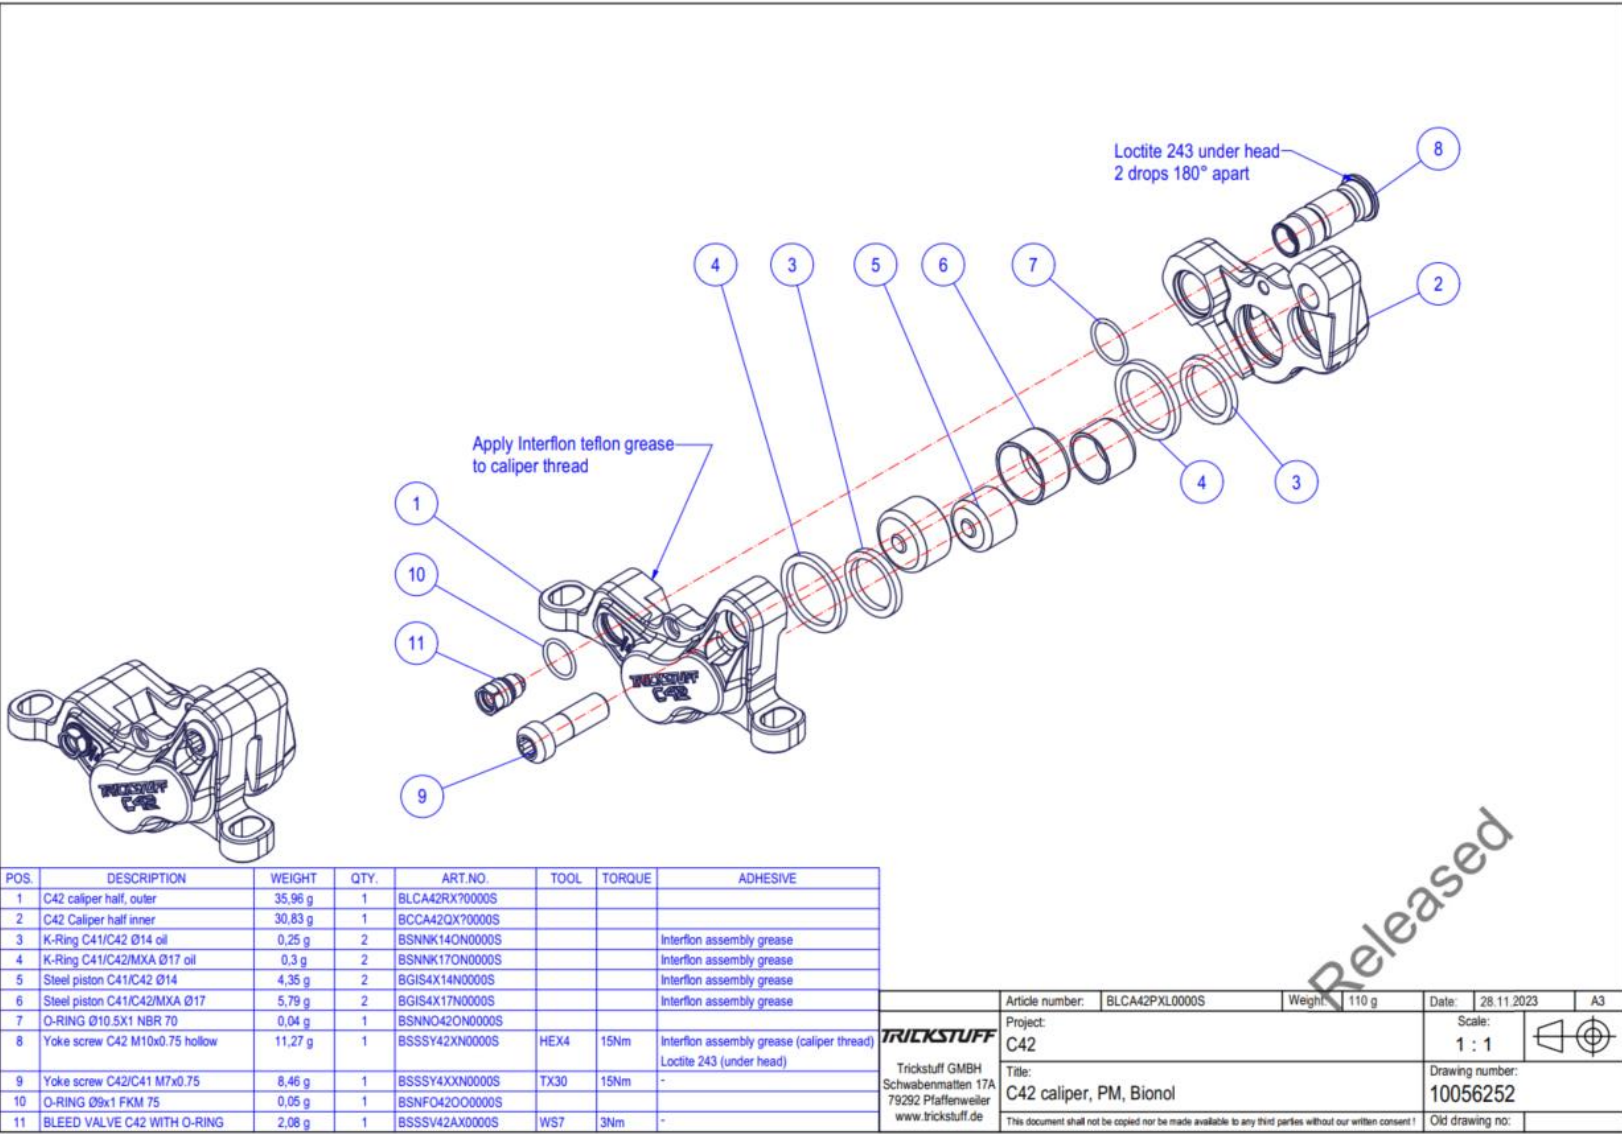 Loctite 243 under head
2 drops 180° apart
8
4
3
5
6
7
2
Apply Interflon teflon grease
to caliper thread
1
4
3
10
11
TRICKSTUFF
C42
9
TRICKSTUFF
C42
POS. DESCRIPTION WEIGHT QTY. ART.NO. TOOL TORQUE ADHESIVE
1 C42 caliper half, outer 35,96 g 1 BLCA42RX?0000S
2 C42 Caliper half inner 30,83 g 1 BCCA42QX?0000S
3 K-Ring C41/C42 Ø14 oil 0,25 g 2 BSNNK14ON0000S Interflon assembly grease
4 K-Ring C41/C42/MXA Ø17 oil 0,3 g 2 BSNNK17ON0000S Interflon assembly grease
5 Steel piston C41/C42 Ø14 4,35 g 2 BGIS4X14N0000S Interflon assembly grease
6 Steel piston C41/C42/MXA Ø17 5,79 g 2 BGIS4X17N0000S Interflon assembly grease
7 O-RING Ø10.5X1 NBR 70 0,04 g 1 BSNNO42ON0000S
8 Yoke screw C42 M10x0.75 hollow 11,27 g 1 BSSSY42XN0000S HEX4 15Nm Interflon assembly grease (caliper thread)
Loctite 243 (under head)
9 Yoke screw C42/C41 M7x0.75 8,46 g 1 BSSSY4XXN0000S TX30 15Nm -
10 O-RING Ø9x1 FKM 75 0,05 g 1 BSNFO42OO0000S
11 BLEED VALVE C42 WITH O-RING 2,08 g 1 BSSSV42AX0000S WS7 3Nm -
Released
Article number: BLCA42PXL0000S Weight: 110 g Date: 28.11.2023 A3
TRICKSTUFF
Trickstuff GMBH
Schwabenmatten 17A
79292 Pfaffenweiler
www.trickstuff.de
Project:
C42
Scale:
1 : 1
Title:
C42 caliper, PM, Bionol
Drawing number:
10056252
This document shall not be copied nor be made available to any third parties without our written consent !
Old drawing no: